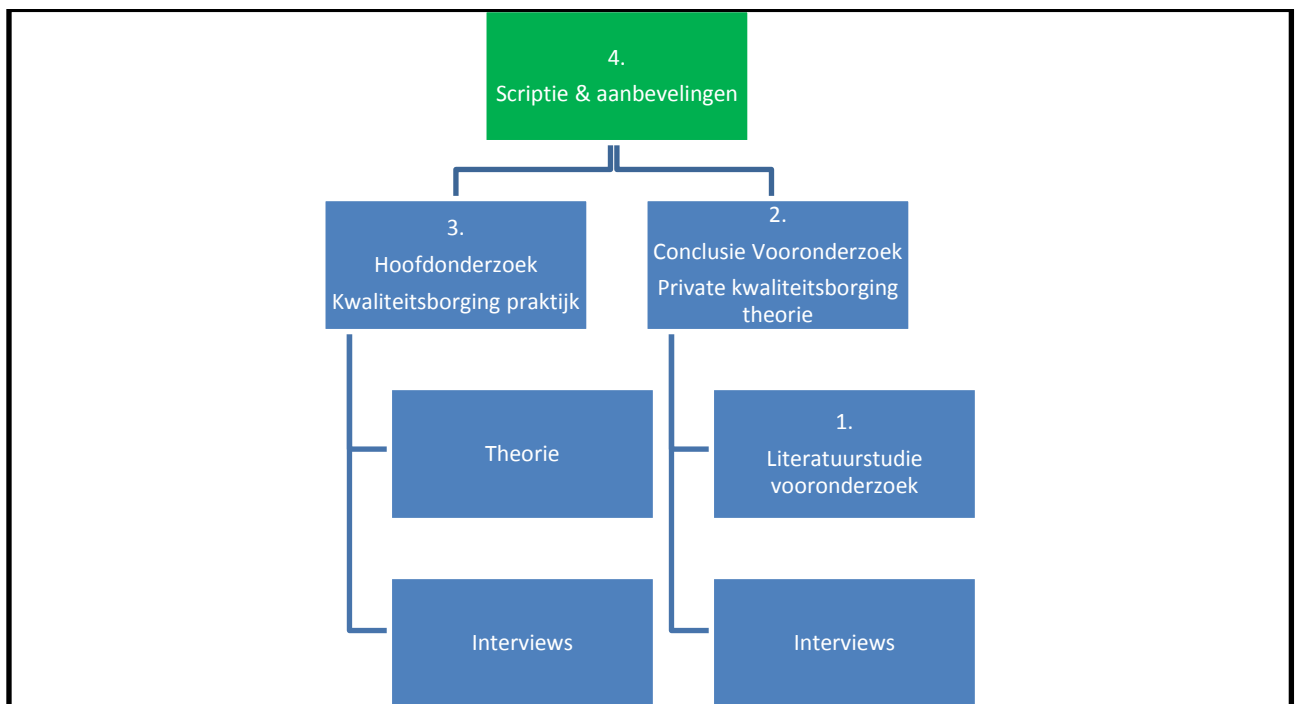 4.
Scriptie & aanbevelingen
3.
Hoofdonderzoek
Kwaliteitsborging praktijk
2.
Conclusie Vooronderzoek
Private kwaliteitsborging
theorie
Theorie
1.
Literatuurstudie
vooronderzoek
Interviews
Interviews